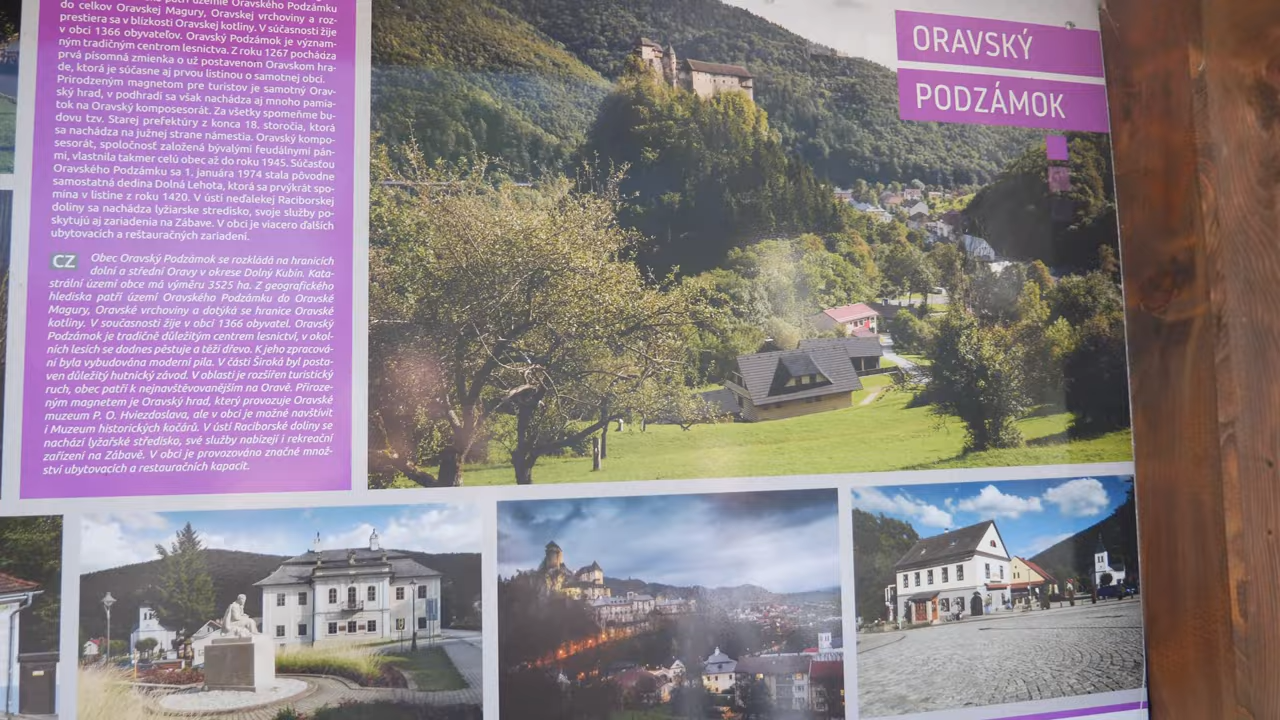 patrí územie Oravského Podzámku
do celkov Oravskej Magury, Oravskej vrchoviny a roz-
prestiera sa v blízkosti Oravskej kotliny. V súčasnosti žije
v obci 1366 obyvateľov. Oravský Podzámok je význam-
ným tradičným centrom lesníctva. Z roku 1267 pochádza
prvá písomná zmienka o už postavenom Oravskom hra-
de, ktorá je súčasne aj prvou listinou o samotnej obci.
Prirodzeným magnetom pre turistov je samotný Orav-
ský hrad, v podhradí sa však nachádza aj mnoho pamia-
tok na Oravský komposesorát. Za všetky spomeňme bu-
dovu tzv. Starej prefektúry z konca 18. storočia, ktorá
sa nachádza na južnej strane námestia. Oravský kompo-
sesorát, spoločnosť založená bývalými feudálnymi pán-
mi, vlastnila takmer celú obec až do roku 1945. Súčasťou
Oravského Podzámku sa 1. januára 1974 stala pôvodne
samostatná dedina Dolná Lehota, ktorá sa prvýkrát spo-
mína v listine z roku 1420. V ústí neďalekej Raciborskej
doliny sa nachádza lyžiarske stredisko, svoje služby po-
skytujú aj zariadenia na Zábave. V obci je viacero ďalších
ubytovacích a reštauračných zariadení.
CZ Obec Oravský Podzámok se rozkládá na hranicích
dolní a střední Oravy v okrese Dolný Kubín. Kata-
strální území obce má výměru 3525 ha. Z geografického
hlediska patří území Oravského Podzámku do Oravské
Magury, Oravské vrchoviny a dotýká se hranice Oravské
kotliny. V současnosti žije v obci 1366 obyvatel. Oravský
Podzámok je tradičně důležitým centrem lesnictví, v okol-
ních lesích se dodnes pěstuje a těží dřevo. K jeho zpracová-
ní byla vybudována moderní pila. V části Široká byl posta-
ven důležitý hutnický závod. V oblasti je rozšířen turistický
ruch, obec patří k nejnavštěvovanějším na Oravě. Přiroze-
ným magnetem je Oravský hrad, který provozuje Oravské
muzeum P. O. Hviezdoslava, ale v obci je možné navštívit
i Muzeum historických kočárů. V ústí Raciborské doliny se
nachází lyžařské středisko, své služby nabízejí i rekreační
zařízení na Zábavě. V obci je provozováno značné množ-
ství ubytovacích a restauračních kapacit.
ORAVSKÝ
PODZÁMOK